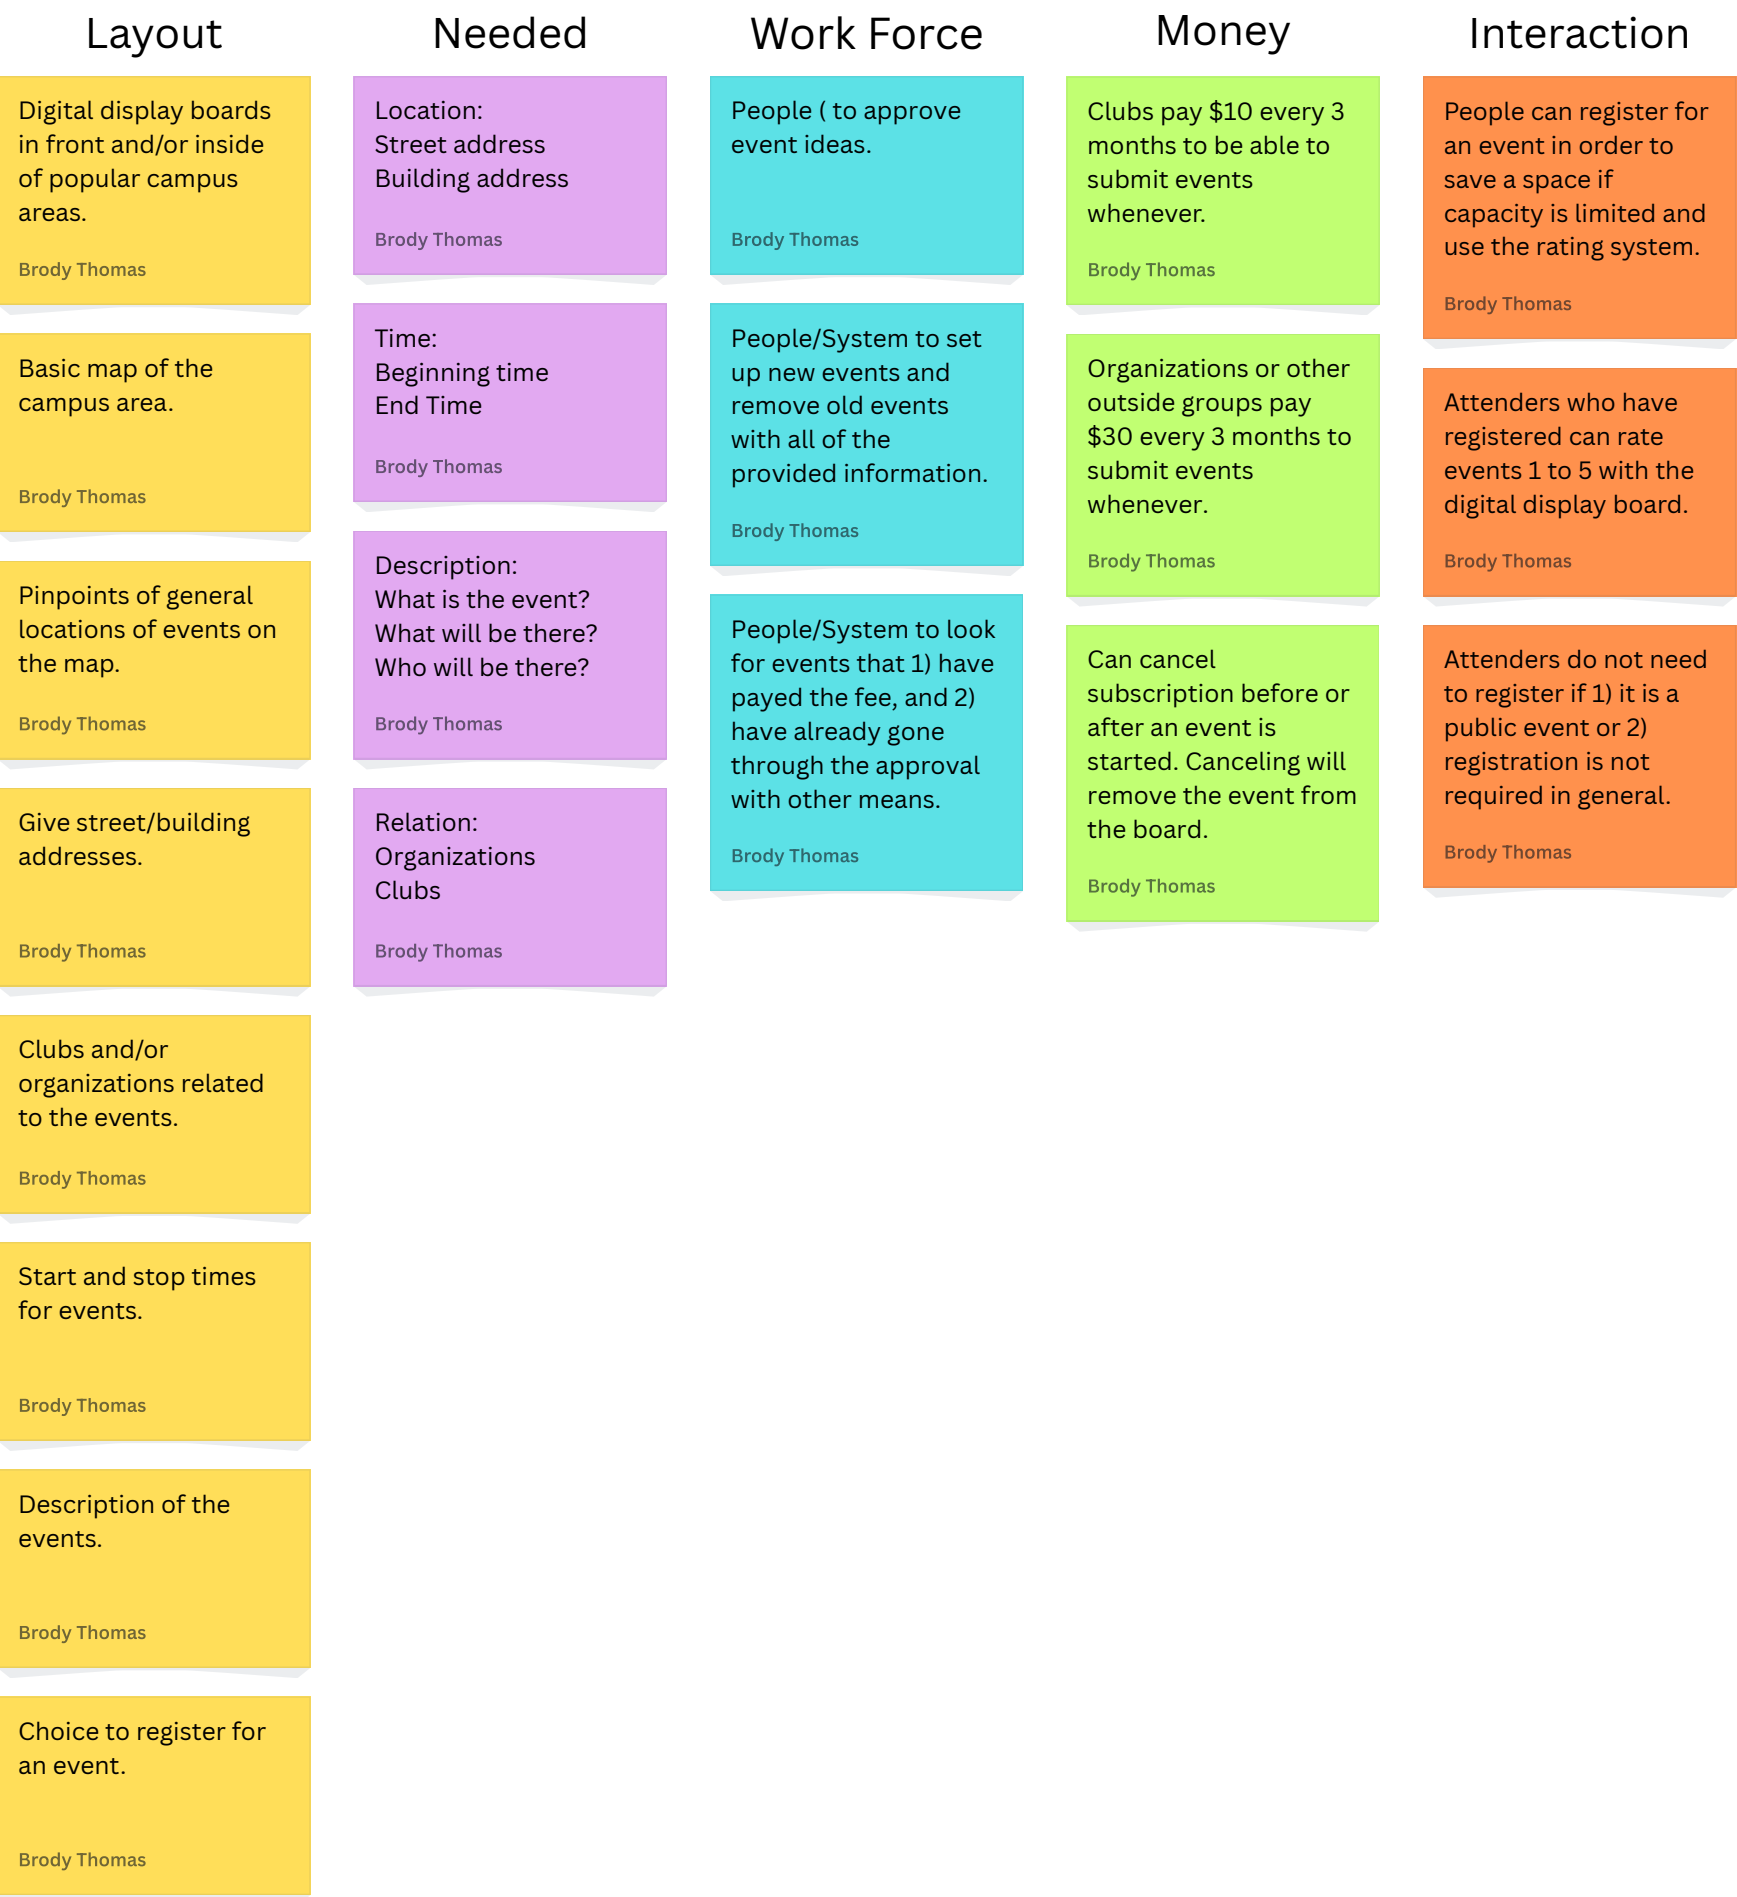 Layout
Digital display boards
in front and/or inside
of popular campus
areas.
Brody Thomas
Basic map of the
campus area.
Brody Thomas
Pinpoints of general
locations of events on
the map.
Brody Thomas
Give street/building
addresses.
Brody Thomas
Clubs and/or
organizations related
to the events.
Brody Thomas
Start and stop times
for events.
Brody Thomas
Description of the
events.
Brody Thomas
Choice to register for
an event.
Brody Thomas
Needed
Location:
Street address
Building address
Brody Thomas
Time:
Beginning time
End Time
Brody Thomas
Description:
What is the event?
What will be there?
Who will be there?
Brody Thomas
Relation:
Organizations
Clubs
Brody Thomas
Work Force
People ( to approve
event ideas.
Brody Thomas
People/System to set
up new events and
remove old events
with all of the
provided information.
Brody Thomas
People/System to look
for events that 1) have
payed the fee, and 2)
have already gone
through the approval
with other means.
Brody Thomas
Money
Clubs pay $10 every 3
months to be able to
submit events
whenever.
Brody Thomas
Organizations or other
outside groups pay
$30 every 3 months to
submit events
whenever.
Brody Thomas
Can cancel
subscription before or
after an event is
started. Canceling will
remove the event from
the board.
Brody Thomas
Interaction
People can register for
an event in order to
save a space if
capacity is limited and
use the rating system.
Brody Thomas
Attenders who have
registered can rate
events 1 to 5 with the
digital display board.
Brody Thomas
Attenders do not need
to register if 1) it is a
public event or 2)
registration is not
required in general.
Brody Thomas